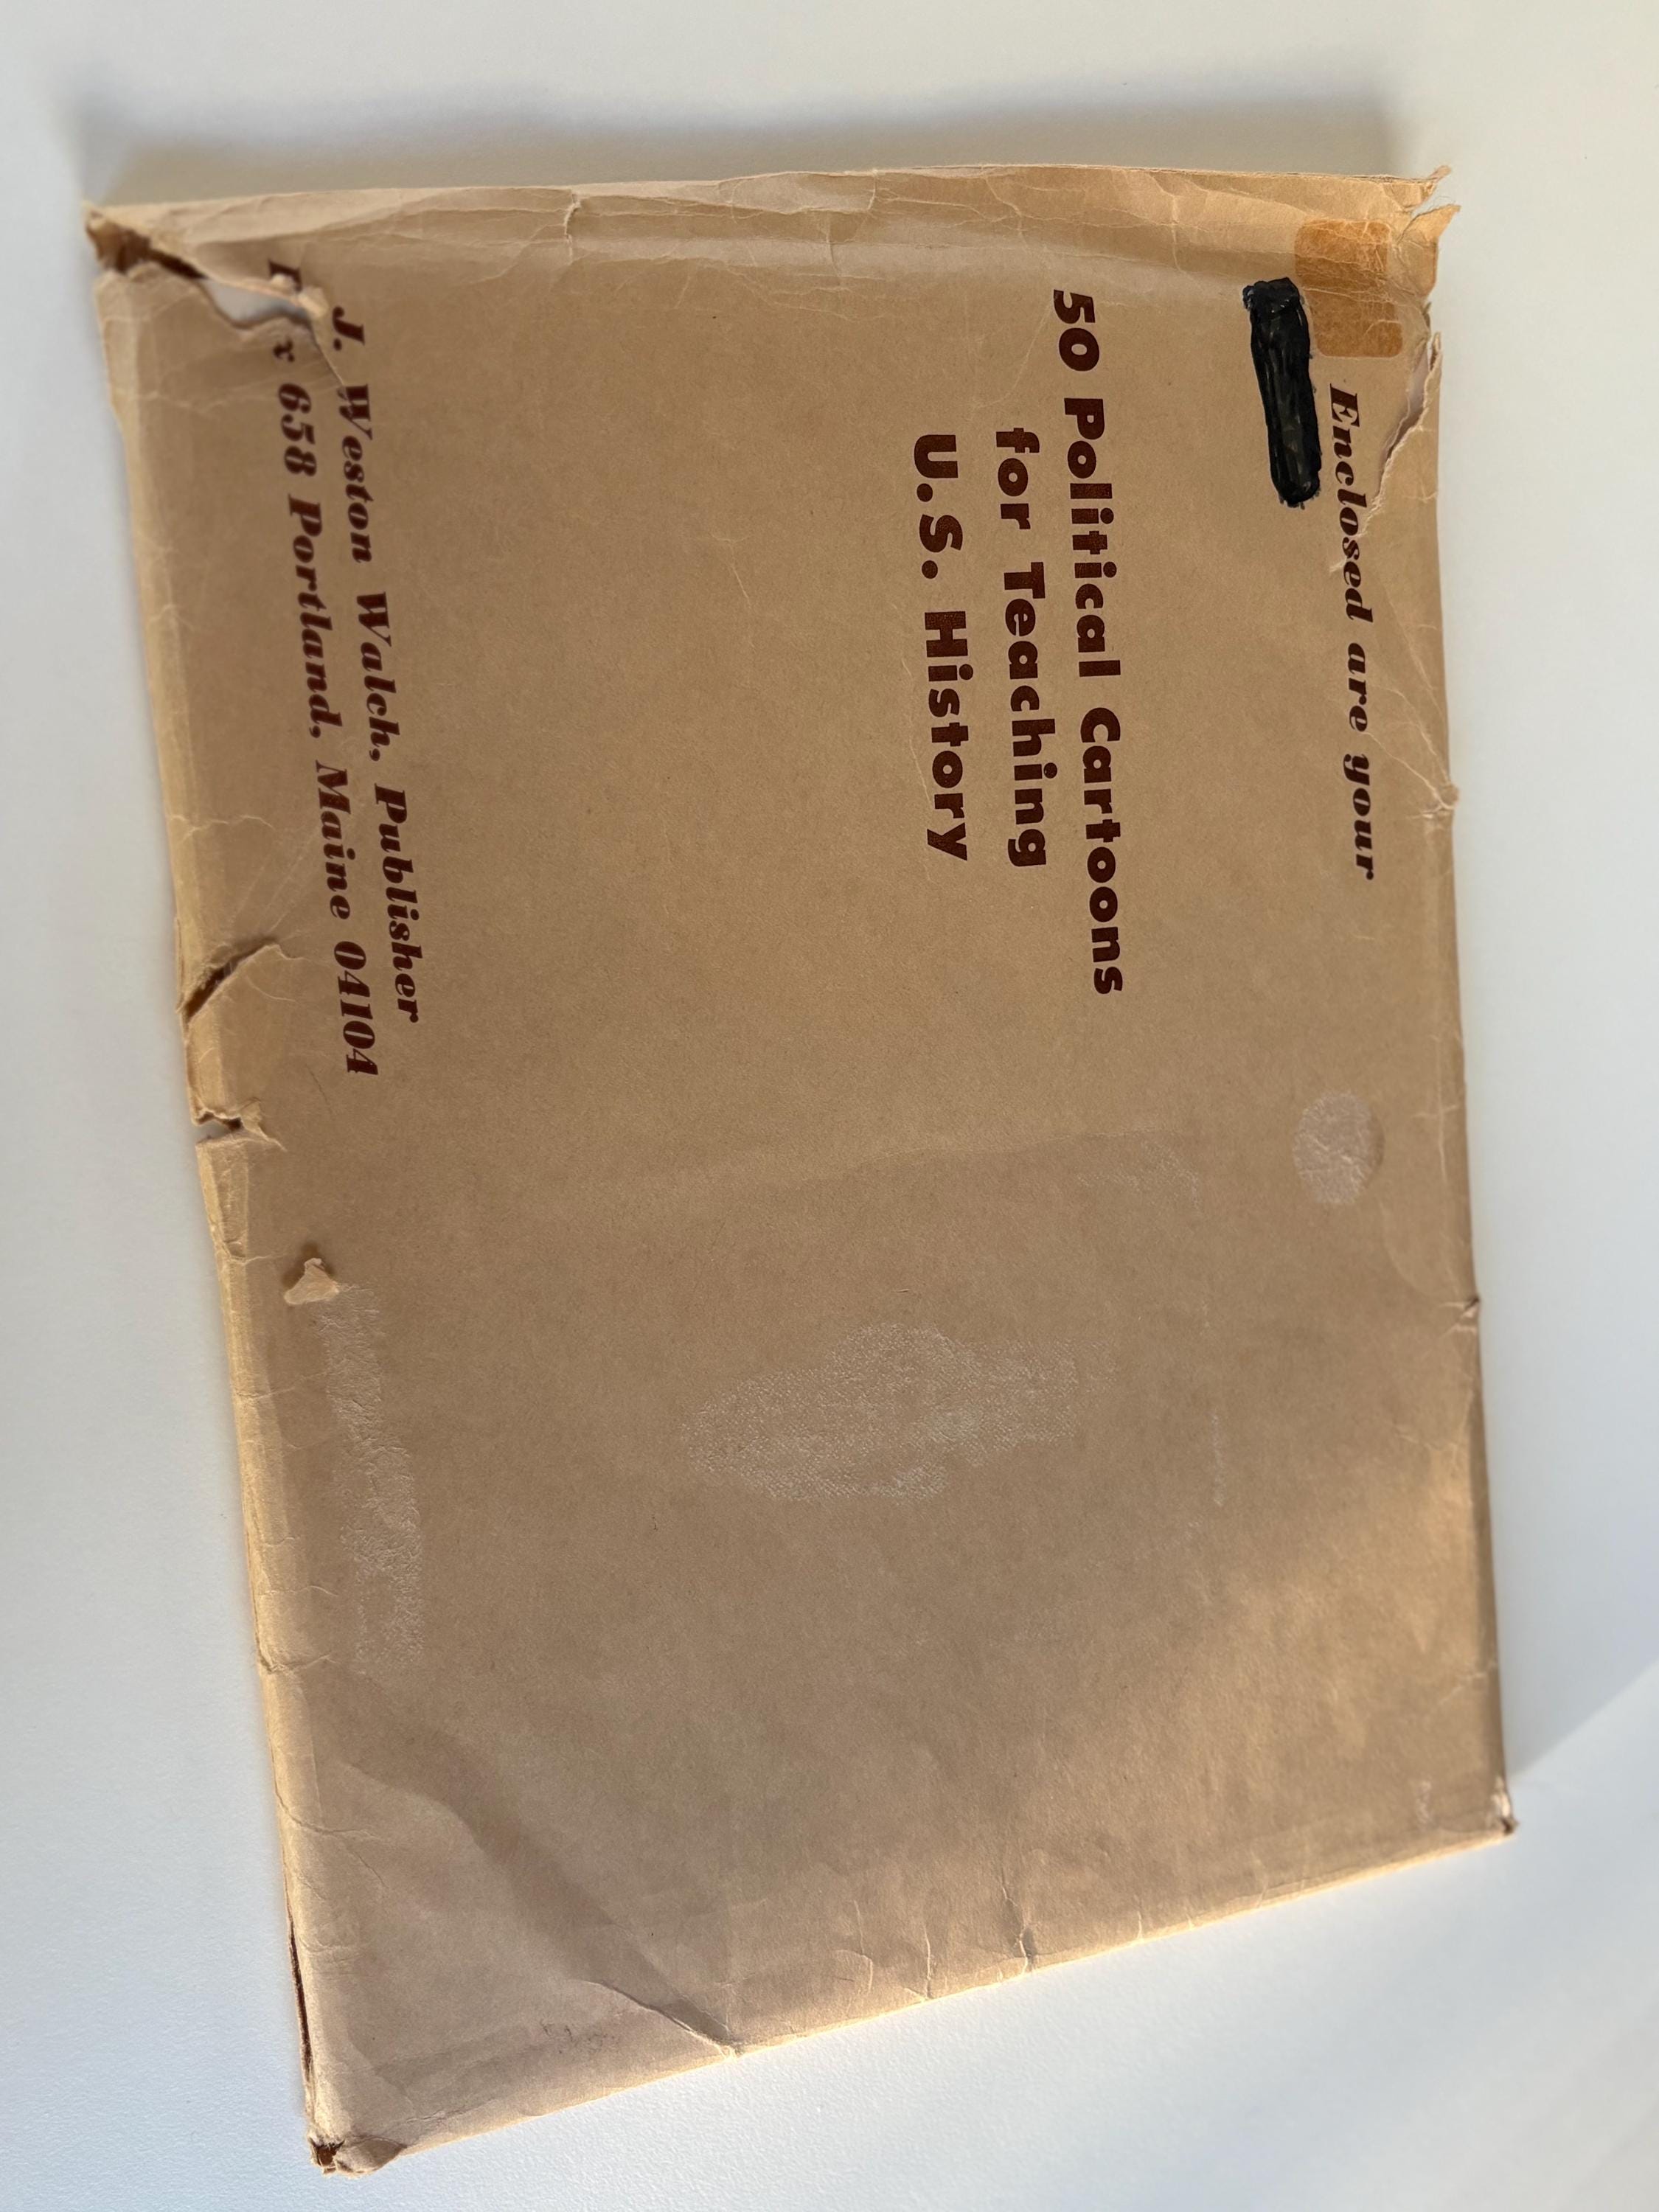 Enclosed are your
50 Political Cartoons
for Teaching
U.S. History
J. Weston Walch, Publisher
658 Portland, Maine 04104